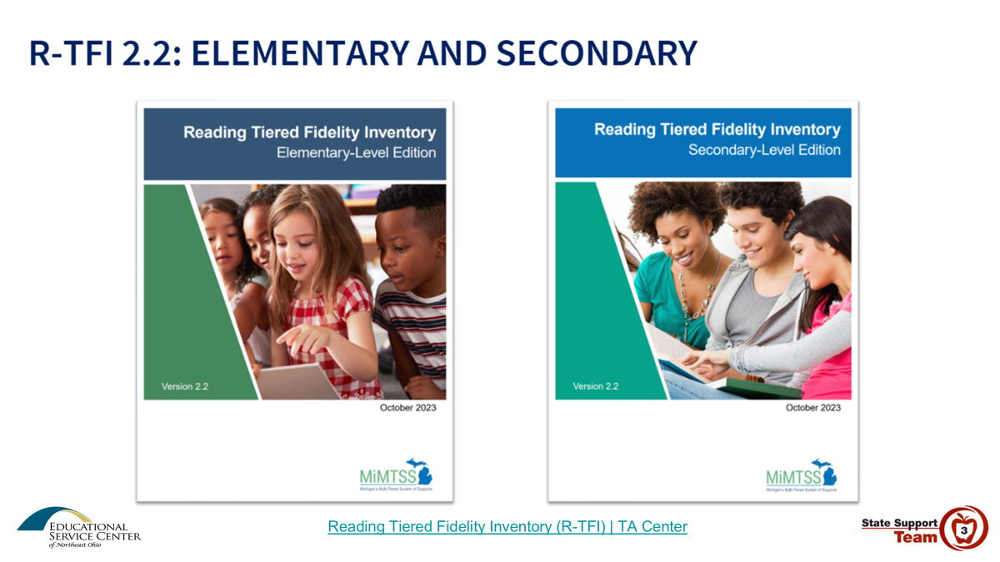 R-TFI 2.2: ELEMENTARY AND SECONDARY
Reading Tiered Fidelity Inventory
Elementary-Level Edition
Version 2.2
October 2023
MiMTSS
Michigan's Multi-Tiered System of Supports
Reading Tiered Fidelity Inventory
Secondary-Level Edition
Version 2.2
October 2023
MiMTSS
Michigan's Multi-Tiered System of Supports
EDUCATIONAL
SERVICE CENTER
of Northeast Ohio
Reading Tiered Fidelity Inventory (R-TFI) | TA Center
State Support
Team
3